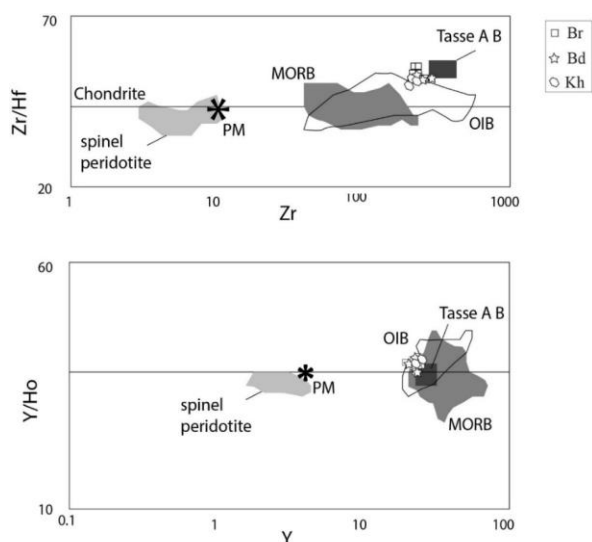 70
Tasse A B
Br
Bd
Kh
MORB
Zr/Hf
Chondrite
PM
OIB
spinel
peridotite
20
1
10
100
1000
Zr
60
Tasse A B
OIB
Y/Ho
PM
spinel
peridotite
MORB
10
0.1
1
10
100
Y